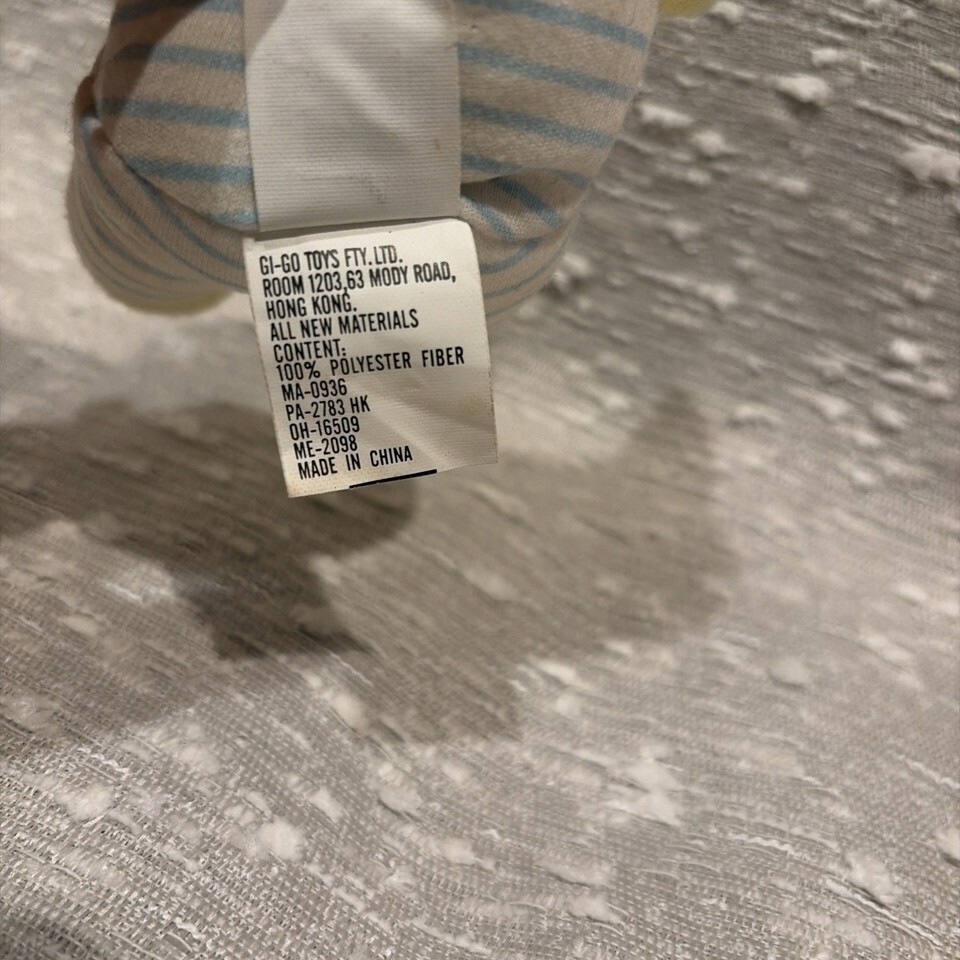 GI-GO TOYS FTY.LTD.
ROOM 1203,63 MODY ROAD,
HONG KONG.
ALL NEW MATERIALS
CONTENT:
100% POLYESTER FIBER
MA-0936
PA-2783 HK
OH-16509
ME-2098
MADE IN CHINA